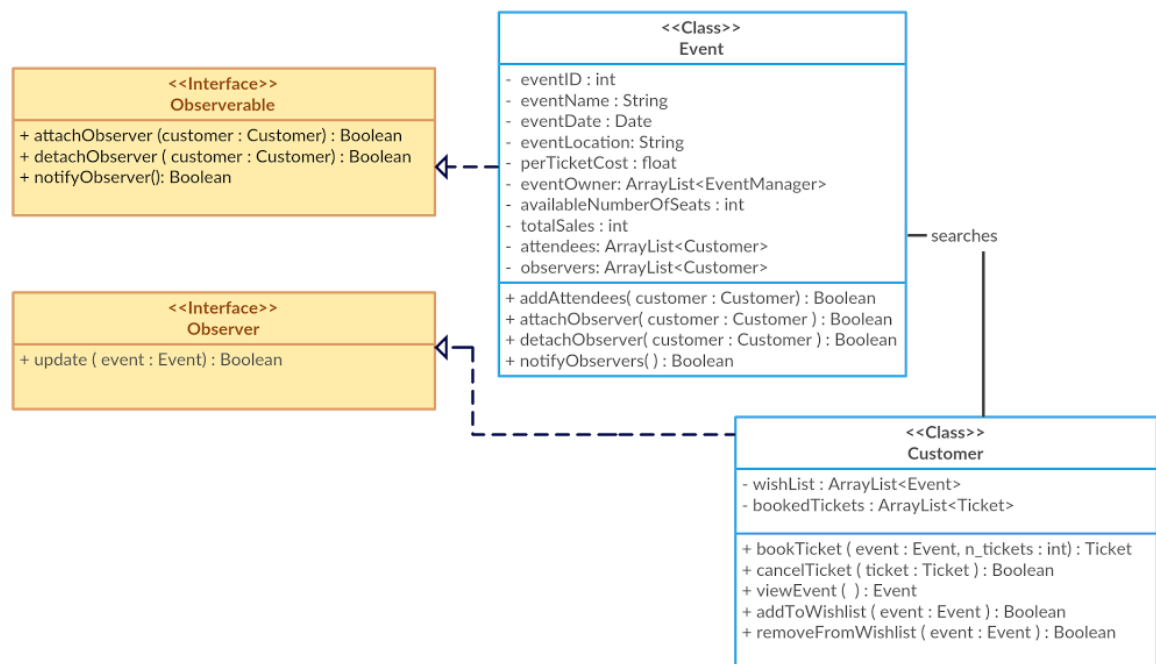 <<Interface>>
Observerable
+ attachObserver (customer : Customer) : Boolean
+ detachObserver ( customer : Customer) : Boolean
+ notifyObserver(): Boolean
<<Class>>
Event
- eventID : int
- eventName : String
- eventDate : Date
- eventLocation: String
- perTicketCost : float
- eventOwner: ArrayList<EventManager>
- availableNumberOfSeats : int
- totalSales : int
- attendees: ArrayList<Customer>
- observers: ArrayList<Customer>
+ addAttendees( customer : Customer) : Boolean
+ attachObserver( customer : Customer ) : Boolean
+ detachObserver( customer : Customer ) : Boolean
+ notifyObservers( ) : Boolean
searches
<<Interface>>
Observer
+ update ( event : Event) : Boolean
<<Class>>
Customer
- wishList : ArrayList<Event>
- bookedTickets : ArrayList<Ticket>
+ bookTicket ( event : Event, n_tickets : int) : Ticket
+ cancelTicket ( ticket : Ticket ) : Boolean
+ viewEvent ( ) : Event
+ addToWishlist ( event : Event ) : Boolean
+ removeFromWishlist ( event : Event ) : Boolean